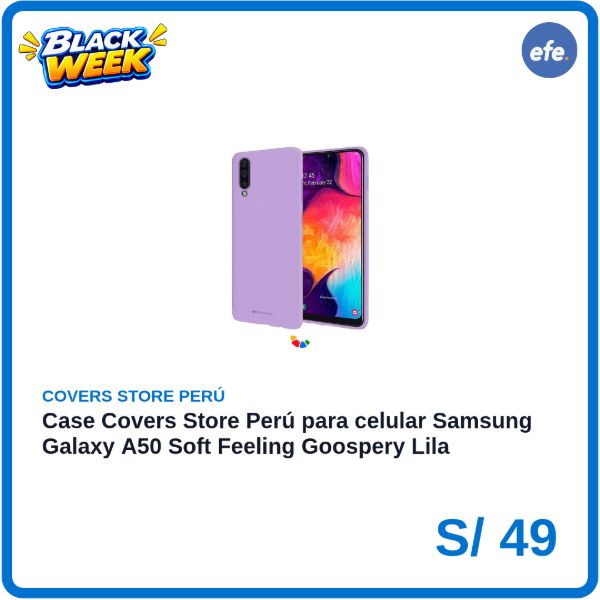 BLACK
WEEK
efe.
COVERS STORE PERÚ
Case Covers Store Perú para celular Samsung
Galaxy A50 Soft Feeling Goospery Lila
S/ 49